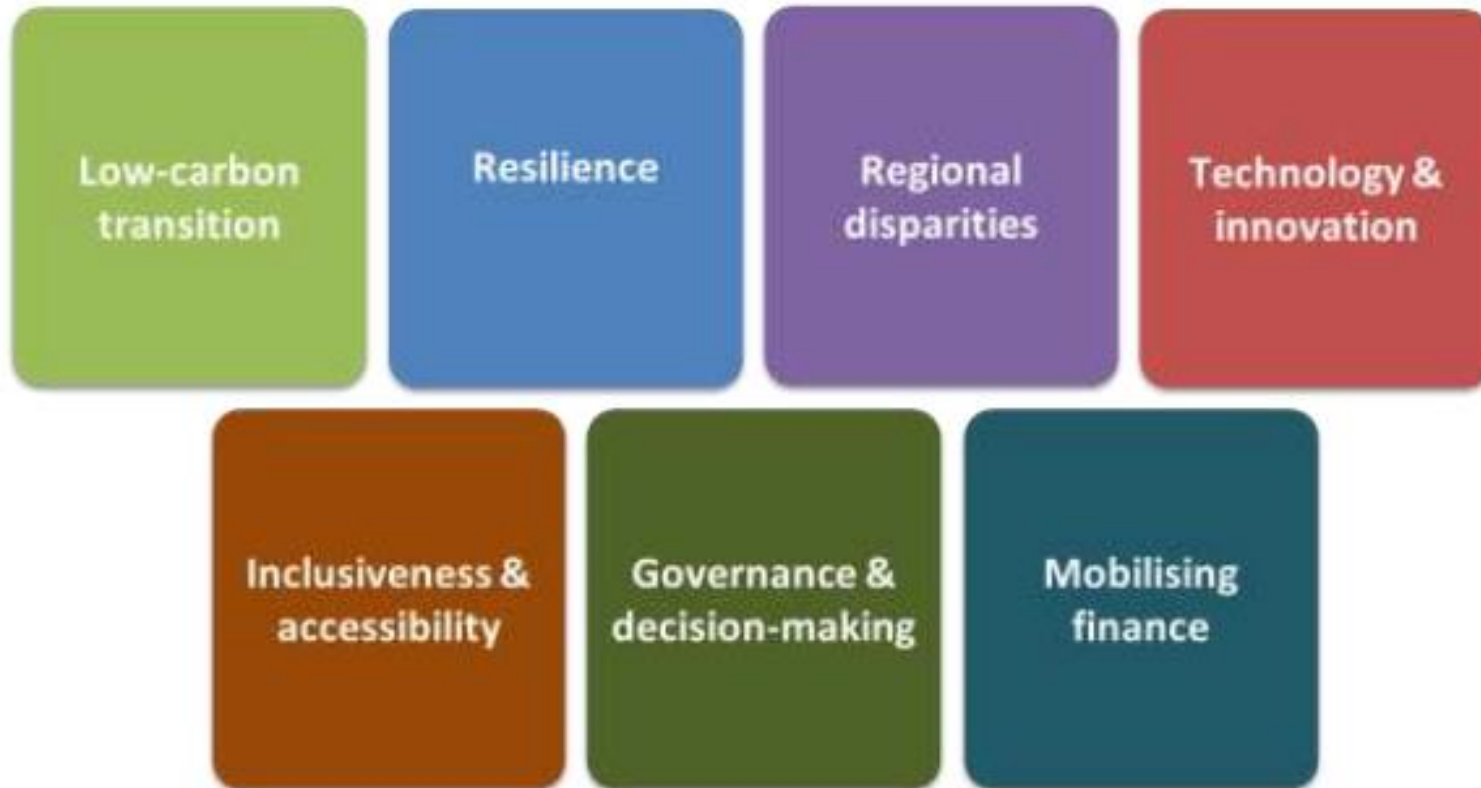 Low-carbon
transition
Resilience
Regional
disparities
Technology &
innovation
Inclusiveness &
accessibility
Governance &
decision-making
Mobilising
finance